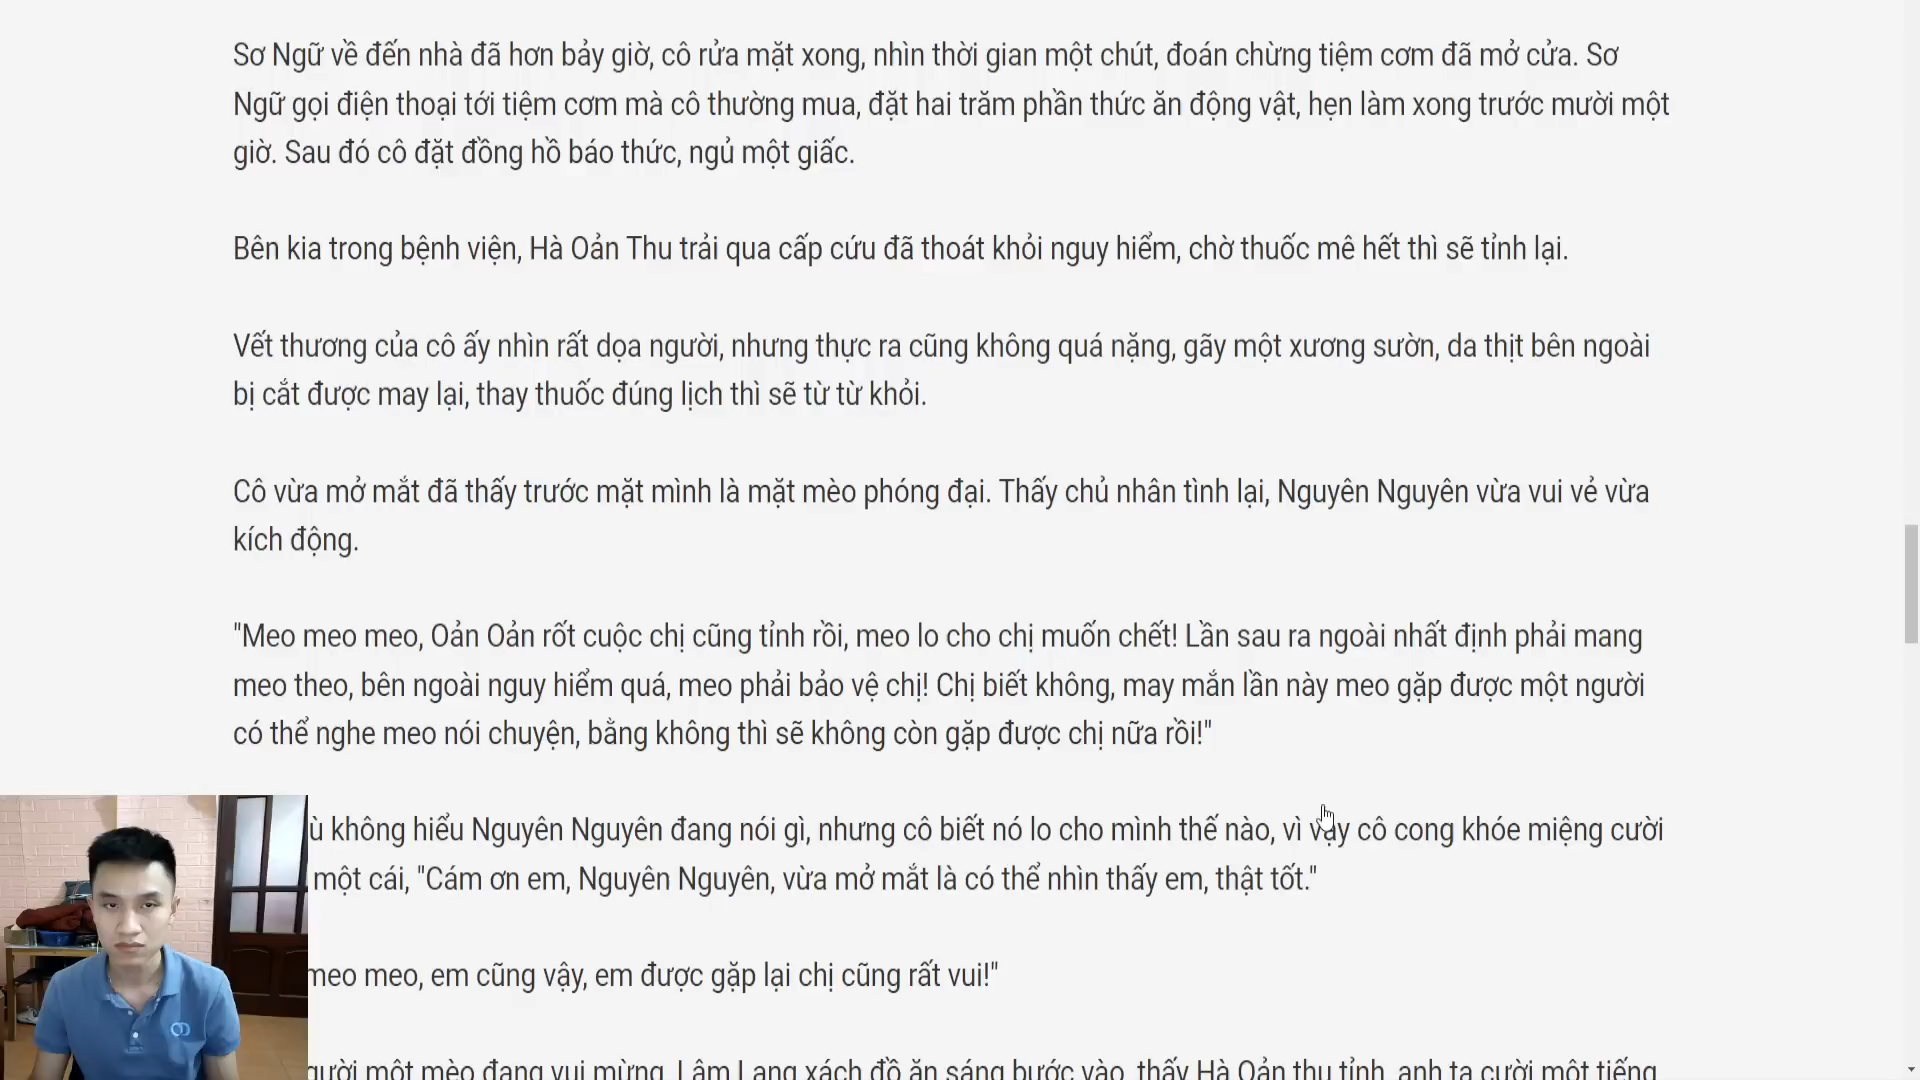 Sơ Ngữ về đến nhà đã hơn bảy giờ, cô rửa mặt xong, nhìn thời gian một chút, đoán chừng tiệm cơm đã mở cửa. Sơ
Ngữ gọi điện thoại tới tiệm cơm mà cô thường mua, đặt hai trăm phần thức ăn động vật, hẹn làm xong trước mười một
giờ. Sau đó cô đặt đồng hồ báo thức, ngủ một giấc.
Bên kia trong bệnh viện, Hà Oản Thu trải qua cấp cứu đã thoát khỏi nguy hiểm, chờ thuốc mê hết thì sẽ tỉnh lại.
Vết thương của cô ấy nhìn rất dọa người, nhưng thực ra cũng không quá nặng, gãy một xương sườn, da thịt bên ngoài
bị cắt được may lại, thay thuốc đúng lịch thì sẽ từ từ khỏi.
Cô vừa mở mắt đã thấy trước mặt mình là mặt mèo phóng đại. Thấy chủ nhân tình lại, Nguyên Nguyên vừa vui vẻ vừa
kích động.
"Meo meo meo, Oản Oản rốt cuộc chị cũng tỉnh rồi, meo lo cho chị muốn chết! Lần sau ra ngoài nhất định phải mang
meo theo, bên ngoài nguy hiểm quá, meo phải bảo vệ chị! Chị biết không, may mắn lần này meo gặp được một người
có thể nghe meo nói chuyện, bằng không thì sẽ không còn gặp được chị nữa rồi!"
ù không hiểu Nguyên Nguyên đang nói gì, nhưng cô biết nó lo cho mình thế nào, vì vậy cô cong khóe miệng cười
một cái, "Cám ơn em, Nguyên Nguyên, vừa mở mắt là có thể nhìn thấy em, thật tốt."
meo meo, em cũng vậy, em được gặp lại chị cũng rất vui!"
một mèo đang vui mừng, Lâm Lang xách đồ ăn sáng bước vào, thấy Hà Oản thu tỉnh, anh ta cười một tiếng